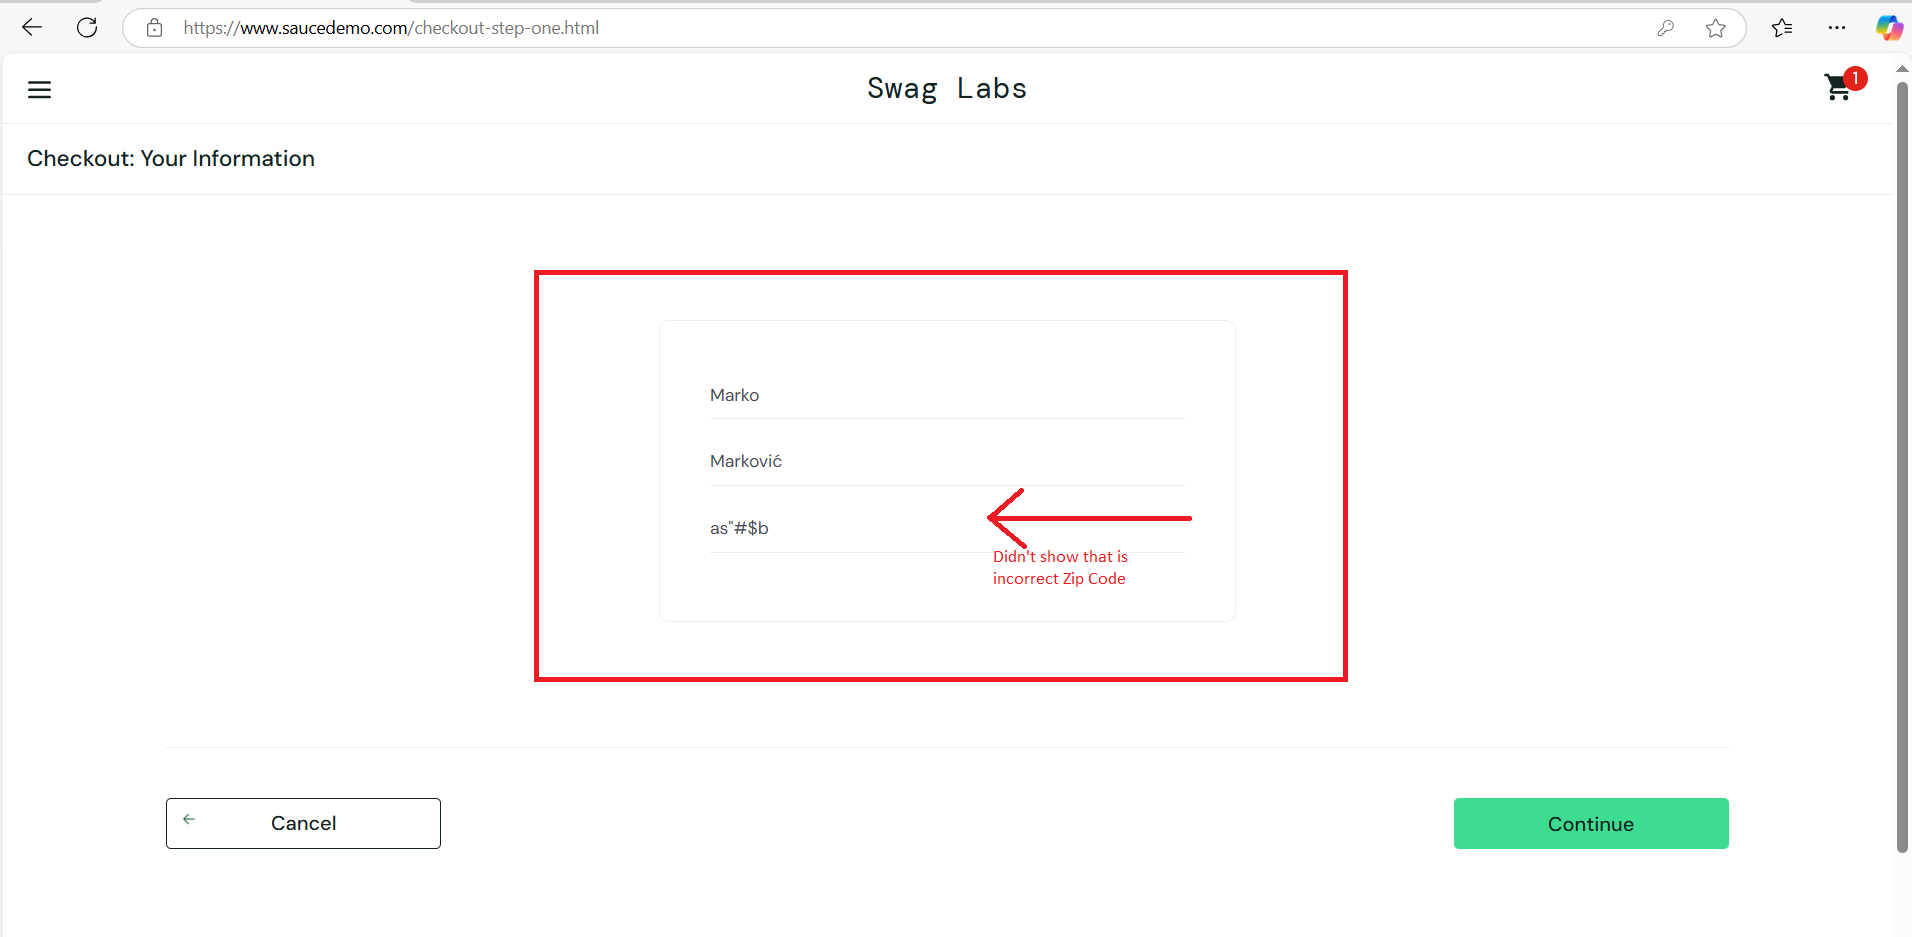 https://www.saucedemo.com/checkout-step-one.html
Swag Labs
1
Checkout: Your Information
Marko
Marković
as"#$b
Didn't show that is
incorrect Zip Code
Cancel
Continue